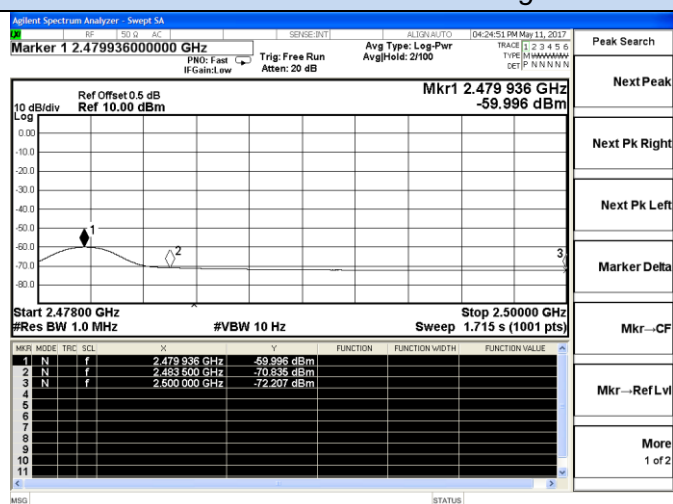 Agilent Spectrum Analyzer - Swept SA
RF 50 Ω AC SENSE:INT ALIGN AUTO 04:24:51 PM May 11, 2017
Marker 1 2.479936000000 GHz
PNO: Fast
IFGain:Low
Trig: Free Run
Atten: 20 dB
Avg Type: Log-Pwr
Avg|Hold: 2/100
TRACE 1 2 3 4 5 6
TYPE M
DET P N N N N N
Peak Search
Next Peak
Next Pk Right
Next Pk Left
Marker Delta
Mkr→CF
Mkr→Ref Lvl
More
1 of 2
Ref Offset 0.5 dB
10 dB/div Ref 10.00 dBm
Log
Mkr1 2.479 936 GHz
-59.996 dBm
0.00
-10.0
-20.0
-30.0
-40.0
-50.0
-60.0
-70.0
-80.0
1
2
3
Start 2.47800 GHz Stop 2.50000 GHz
#Res BW 1.0 MHz #VBW 10 Hz Sweep 1.715 s (1001 pts)
MKR MODE TRC SCL X Y FUNCTION FUNCTION WIDTH FUNCTION VALUE
1 N f 2.479 936 GHz -59.996 dBm
2 N f 2.483 500 GHz -70.835 dBm
3 N f 2.500 000 GHz -72.207 dBm
4
5
6
7
8
9
10
11
MSG STATUS